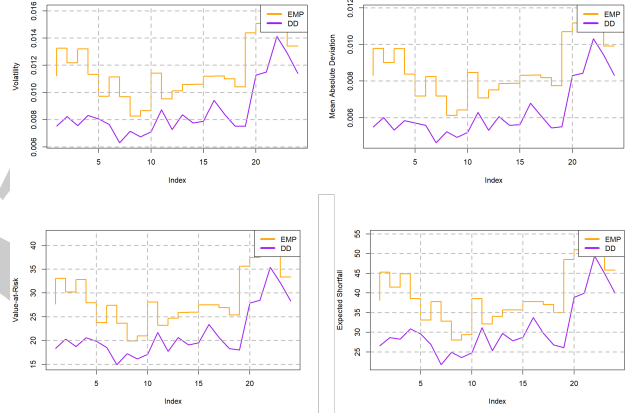 Volatility
0.016
0.014
0.012
0.010
0.008
0.006
EMP
DD
5
10
15
20
Index
Mean Absolute Deviation
0.012
0.010
0.008
0.006
EMP
DD
5
10
15
20
Index
Value-at-Risk
40
35
30
25
20
15
EMP
DD
5
10
15
20
Index
Expected Shortfall
55
50
45
40
35
30
25
EMP
DD
5
10
15
20
Index